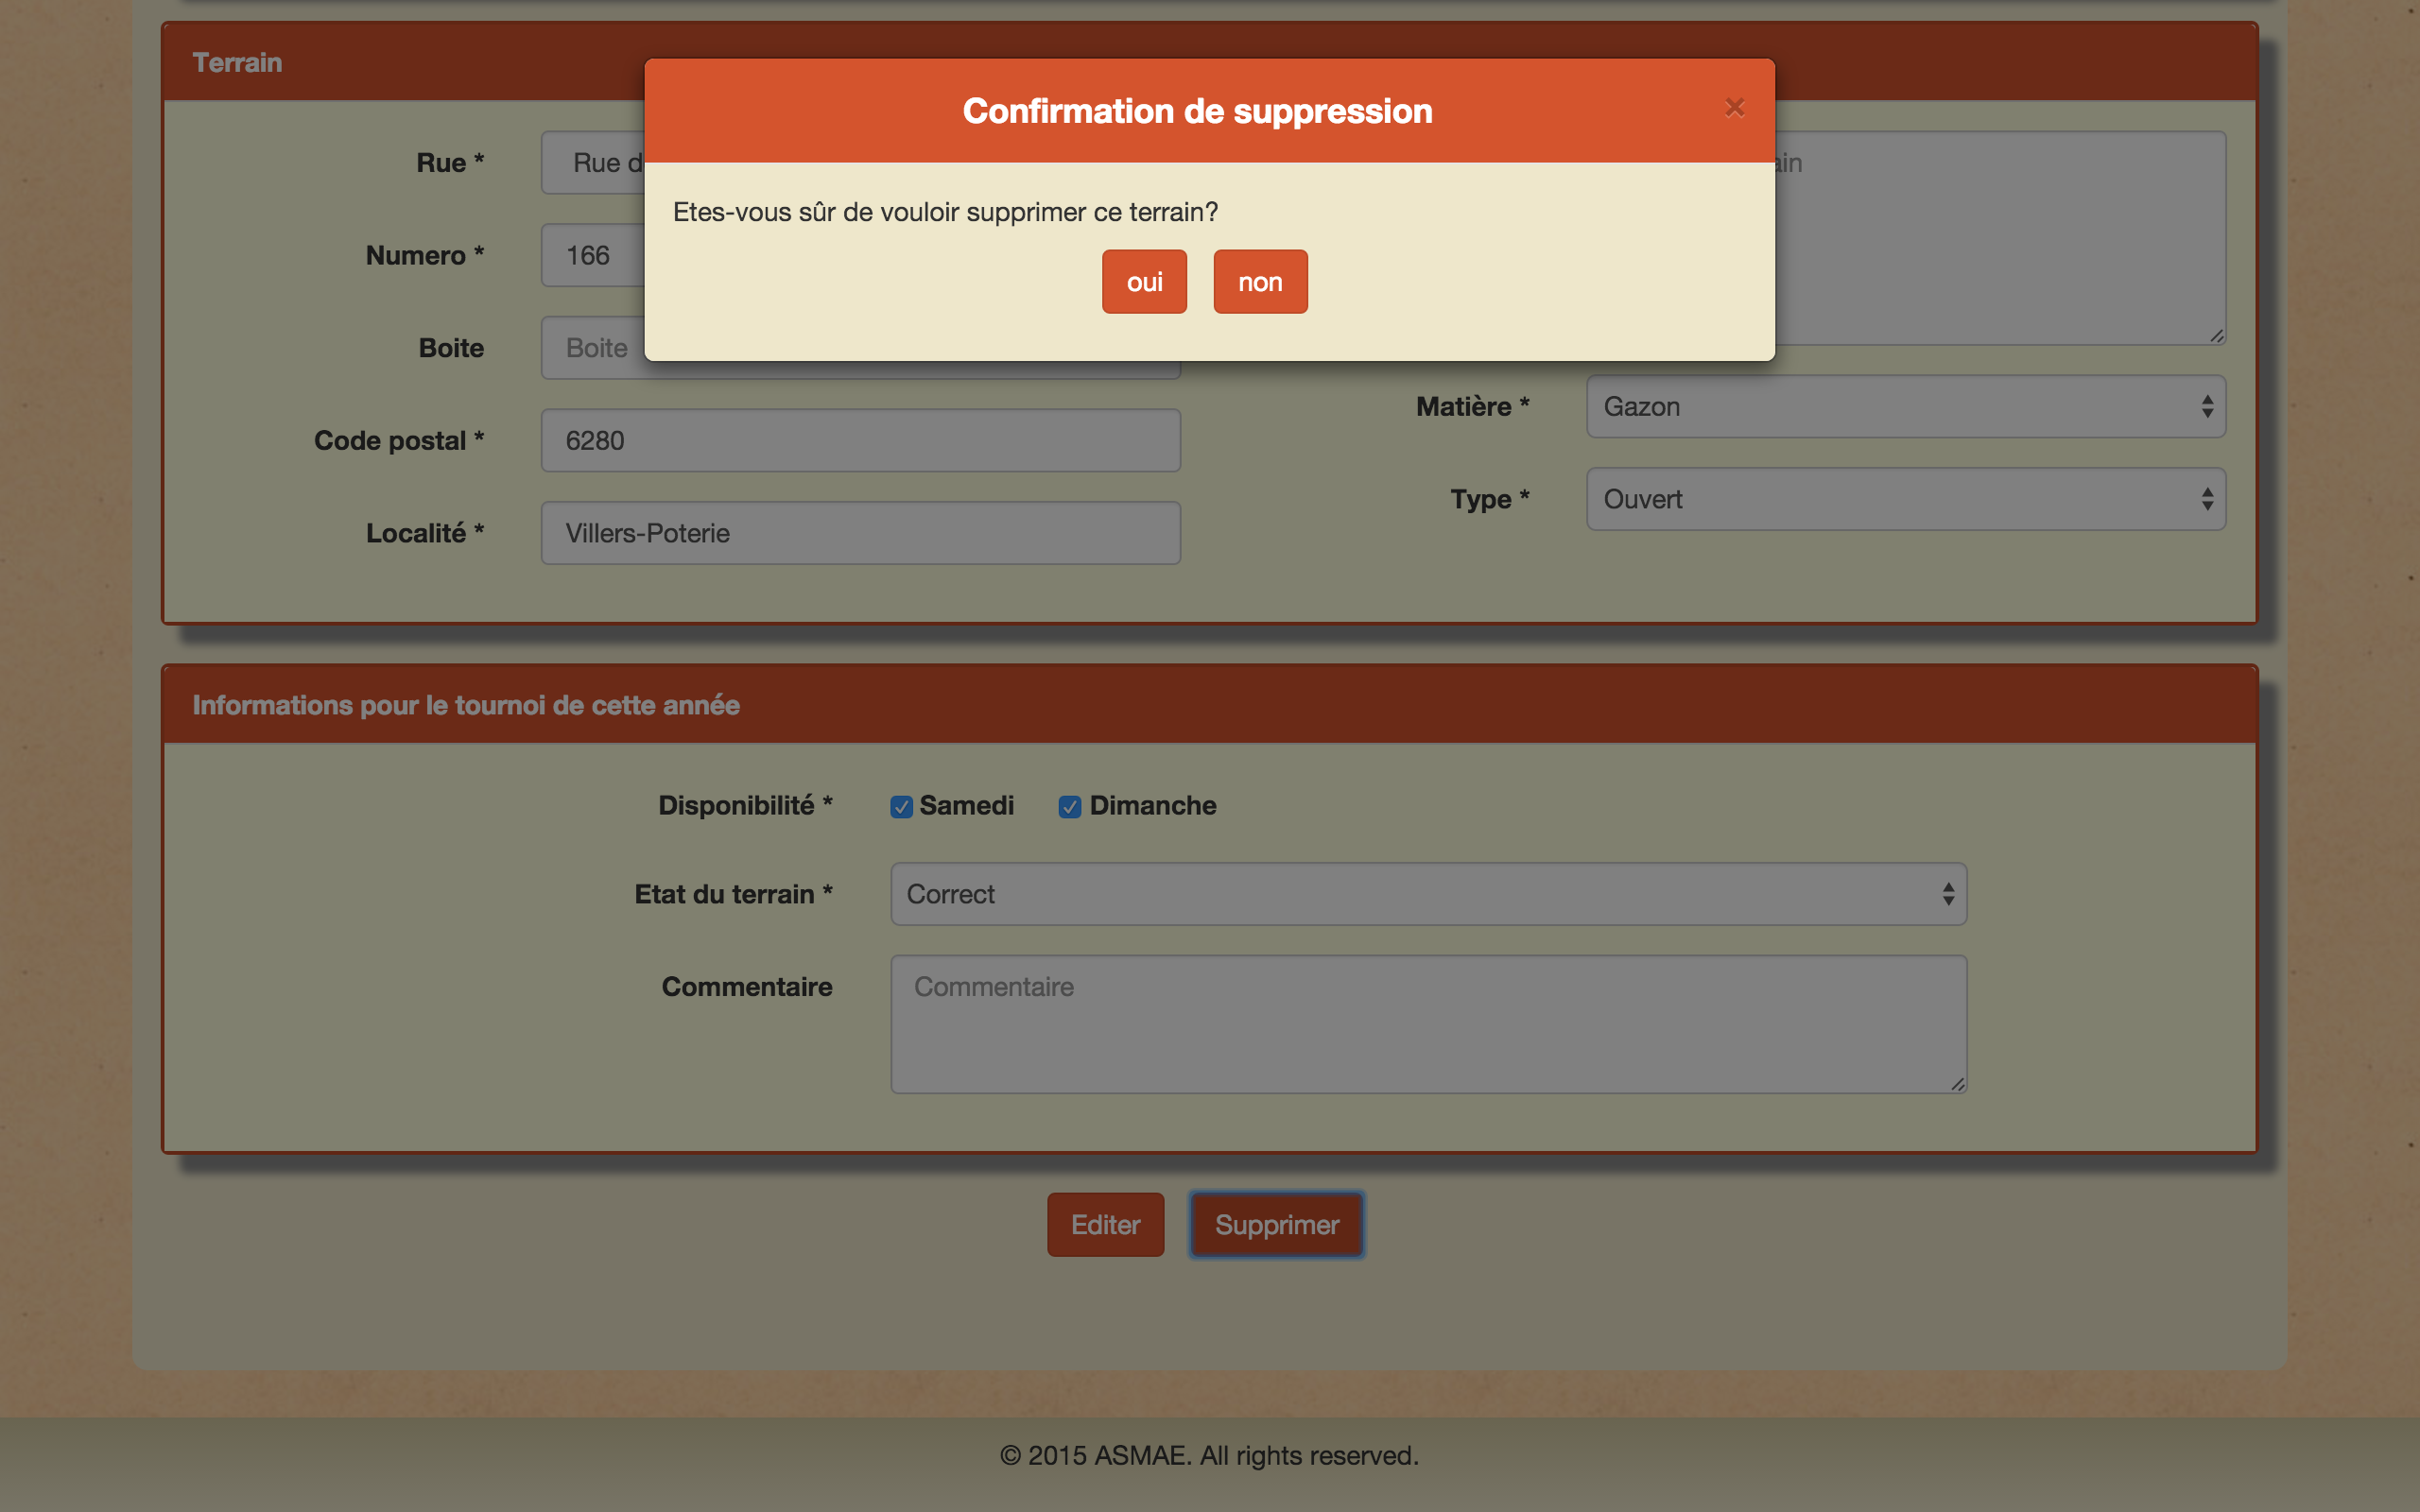 Terrain
Confirmation de suppression
×
Etes-vous sûr de vouloir supprimer ce terrain?
oui
non
Rue *
Rue d
Numero *
166
Boite
Boite
Code postal *
6280
Localité *
Villers-Poterie
Matière *
Gazon
Type *
Ouvert
Informations pour le tournoi de cette année
Disponibilité *
Samedi
Dimanche
Etat du terrain *
Correct
Commentaire
Commentaire
Editer
Supprimer
© 2015 ASMAE. All rights reserved.